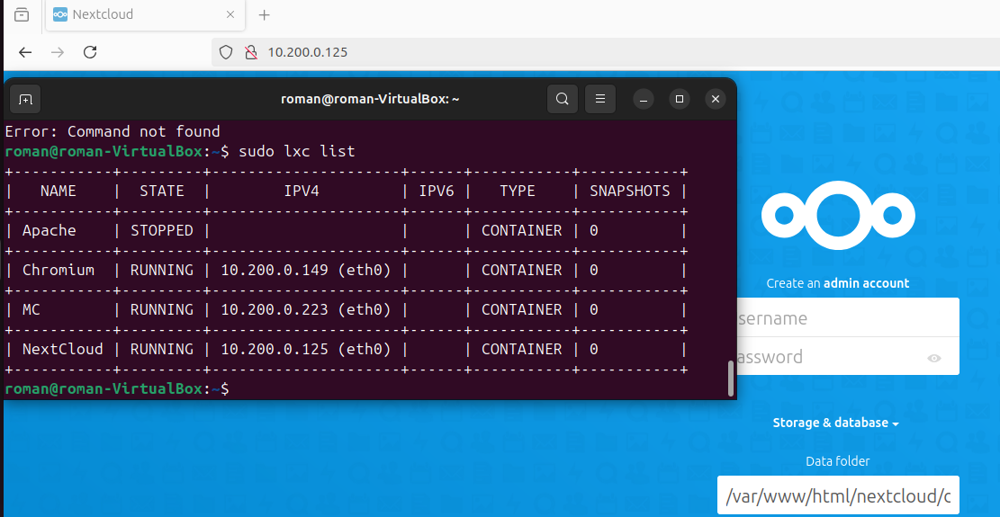 Nextcloud
10.200.0.125
roman@roman-VirtualBox: ~
Error: Command not found
roman@roman-VirtualBox:~$ sudo lxc list
+-----------+---------+---------------------+------+-----------+-----------+
|   NAME    |  STATE  |        IPV4         | IPV6 |   TYPE    | SNAPSHOTS |
+-----------+---------+---------------------+------+-----------+-----------+
| Apache    | STOPPED |                     |      | CONTAINER | 0         |
+-----------+---------+---------------------+------+-----------+-----------+
| Chromium  | RUNNING | 10.200.0.149 (eth0) |      | CONTAINER | 0         |
+-----------+---------+---------------------+------+-----------+-----------+
| MC        | RUNNING | 10.200.0.223 (eth0) |      | CONTAINER | 0         |
+-----------+---------+---------------------+------+-----------+-----------+
| NextCloud | RUNNING | 10.200.0.125 (eth0) |      | CONTAINER | 0         |
+-----------+---------+---------------------+------+-----------+-----------+
roman@roman-VirtualBox:~$
Create an admin account
sername
assword
Storage & database
Data folder
/var/www/html/nextcloud/